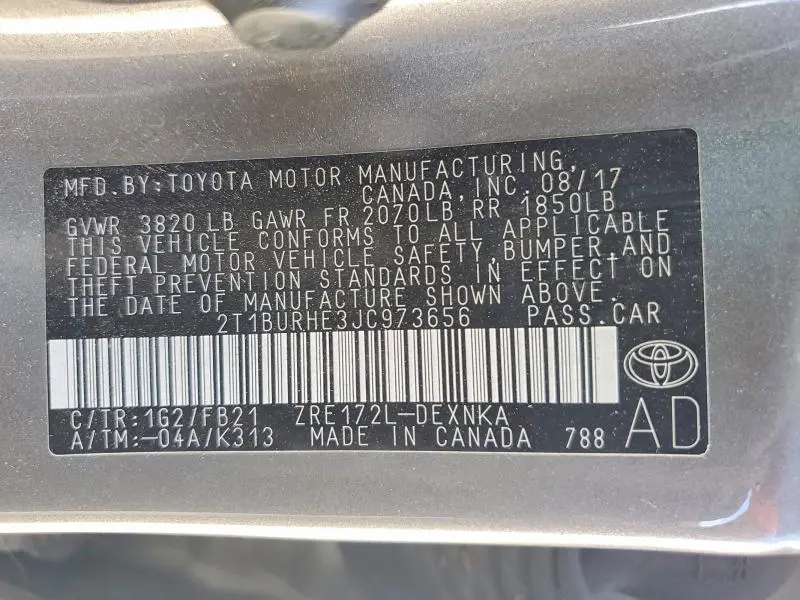 MFD. BY: TOYOTA MOTOR MANUFACTURING,
CANADA, INC. 08/17
GVWR 3820 LB GAWR FR 2070LB RR 1850LB
THIS VEHICLE CONFORMS TO ALL APPLICABLE
FEDERAL MOTOR VEHICLE SAFETY, BUMPER, AND
THEFT PREVENTION STANDARDS IN EFFECT ON
THE DATE OF MANUFACTURE SHOWN ABOVE.
2T1BURHE3JC973656 PASS. CAR
C/TR: 1G2/FB21 ZRE172L-DEXNKA
A/TM: -04A/K313 MADE IN CANADA 788
AD